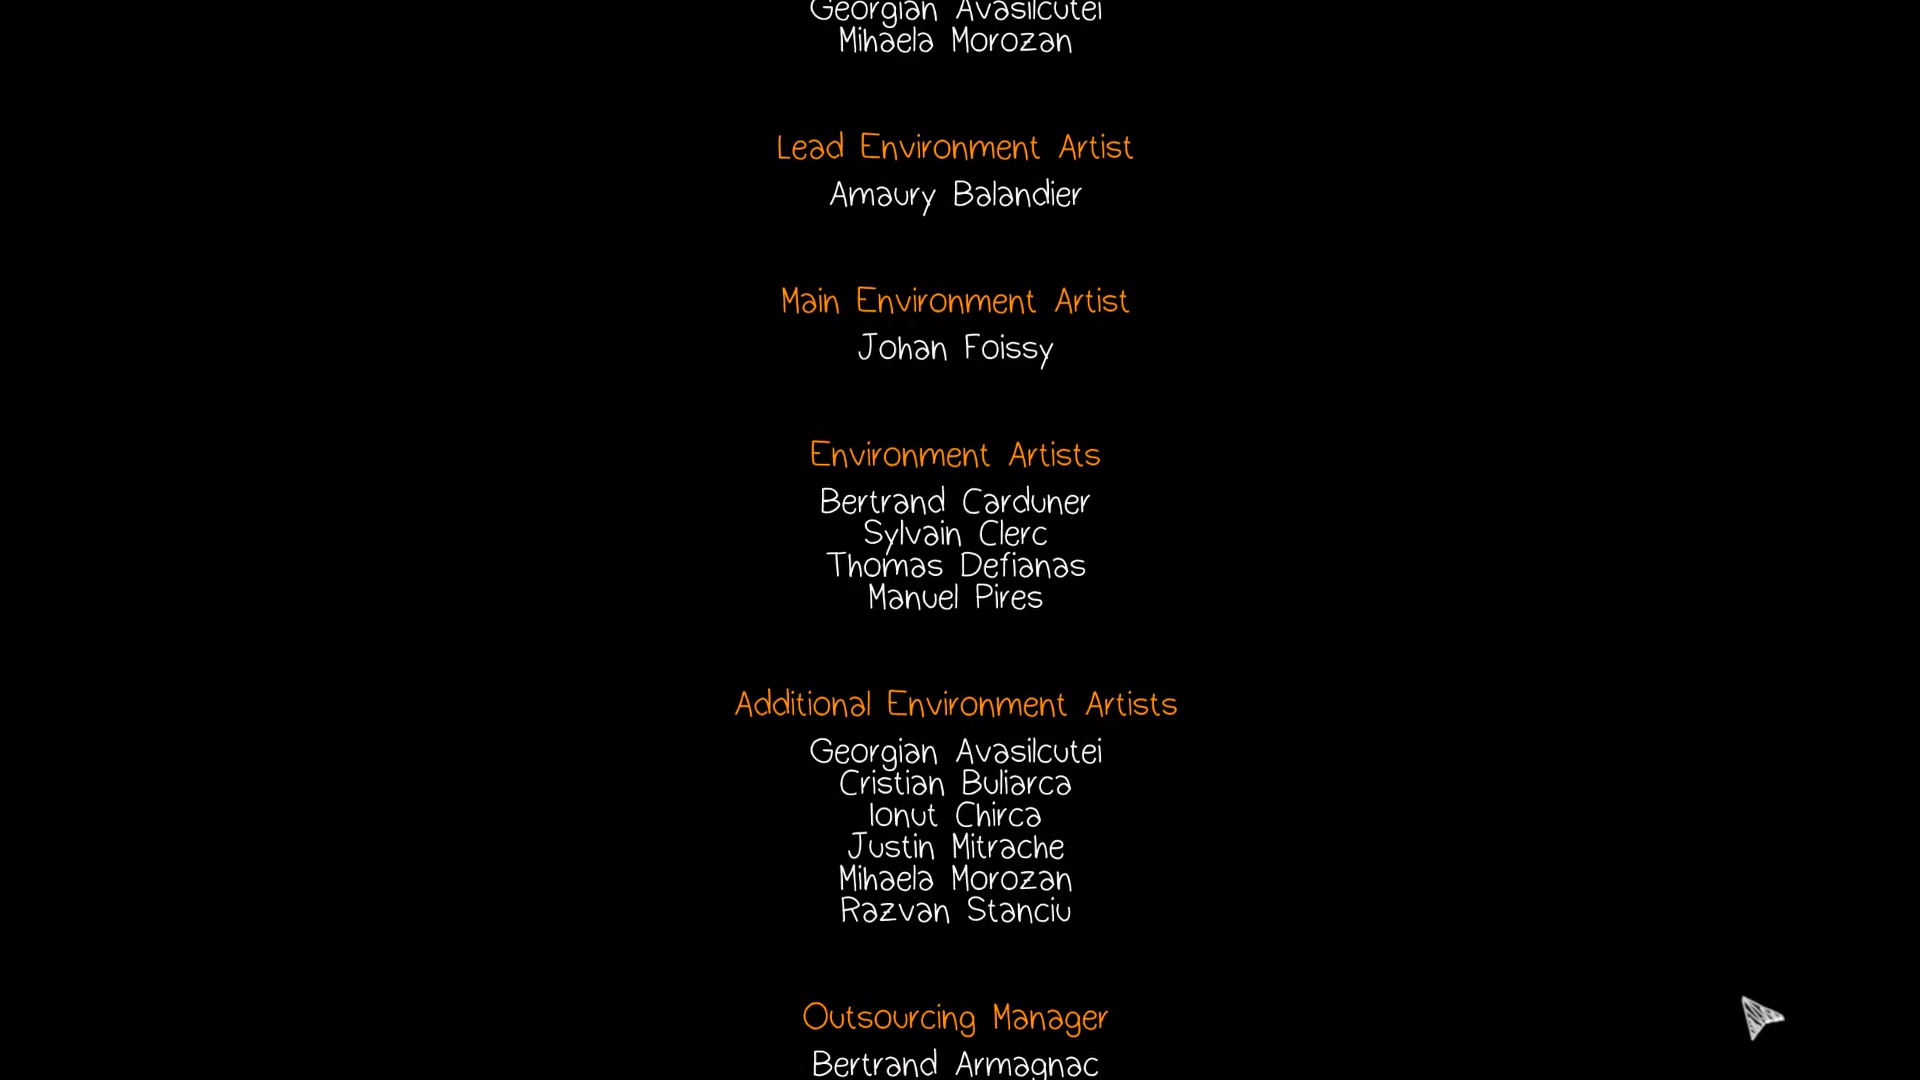 Georgian Avasilcutei
Mihaela Morozan
Lead Environment Artist
Amaury Balandier
Main Environment Artist
Johan Foissy
Environment Artists
Bertrand Carduner
Sylvain Clerc
Thomas Defianas
Manuel Pires
Additional Environment Artists
Georgian Avasilcutei
Cristian Buliarca
Ionut Chirca
Justin Mitrache
Mihaela Morozan
Razvan Stanciu
Outsourcing Manager
Bertrand Armagnac